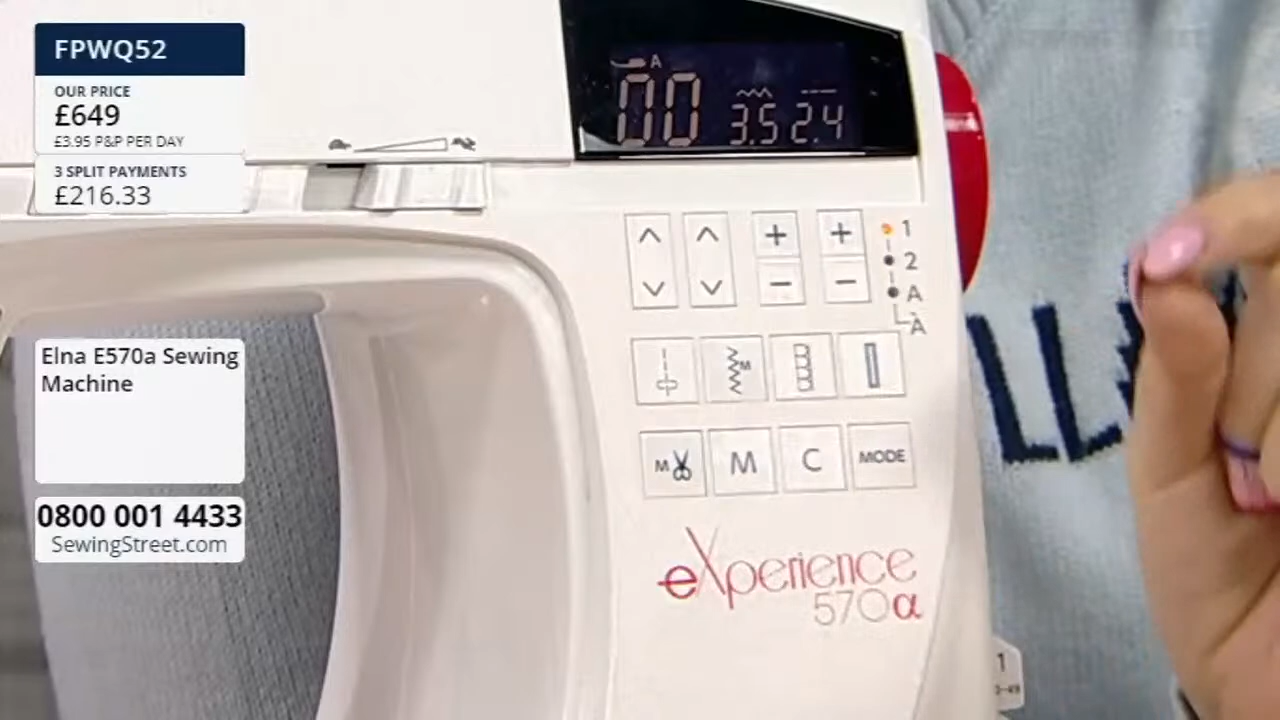 FPWQ52
OUR PRICE
£649
£3.95 P&P PER DAY
3 SPLIT PAYMENTS
£216.33
Elna E570a Sewing
Machine
0800 001 4433
SewingStreet.com
A
00 3.5 2.4
+ + 1
− − 2
A
A
M
M M C MODE
eXperience
570α
1